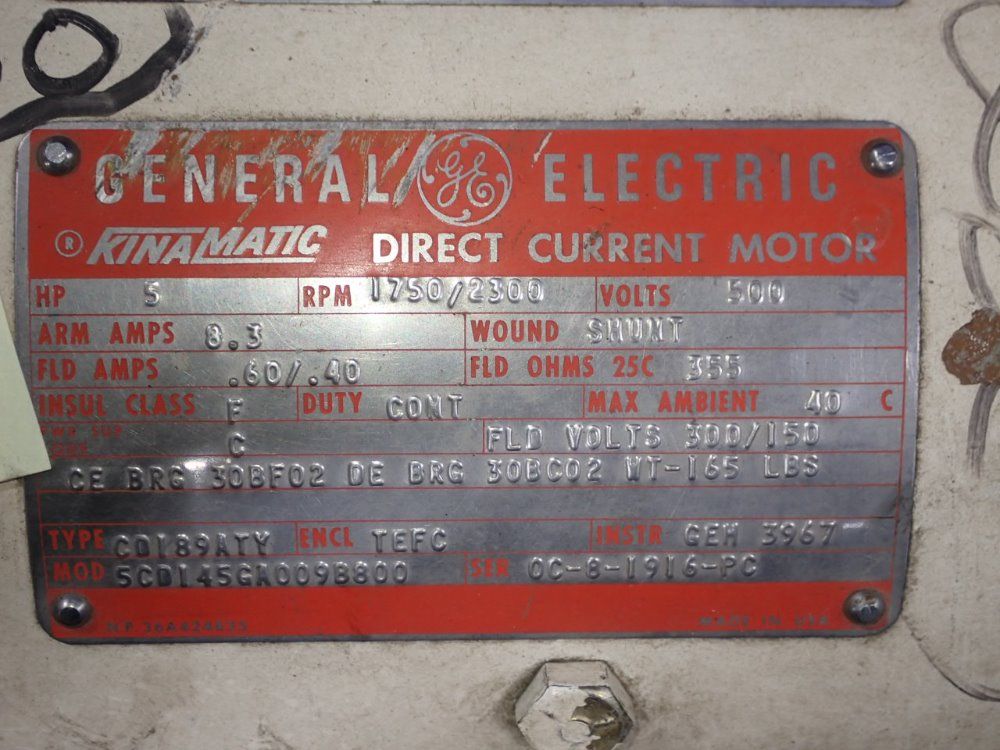 GENERAL GE ELECTRIC
® KINAMATIC DIRECT CURRENT MOTOR
HP 5 RPM 1750/2300 VOLTS 500
ARM AMPS 8.3 WOUND SHUNT
FLD AMPS .60/.40 FLD OHMS 25C 355
INSUL CLASS F DUTY CONT MAX AMBIENT 40 C
PWR SUP C FLD VOLTS 300/150
CE BRG 30BF02 DE BRG 30BC02 WT-165 LBS
TYPE CD189ATY ENCL TEFC INSTR GEH 3967
MOD 5CD145GA009B800 SER OC-8-1916-PC
MADE IN USA